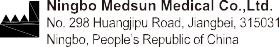 Ningbo Medsun Medical Co.,Ltd.
No. 298 Huangjipu Road, Jiangbei, 315031
Ningbo, People's Republic of China